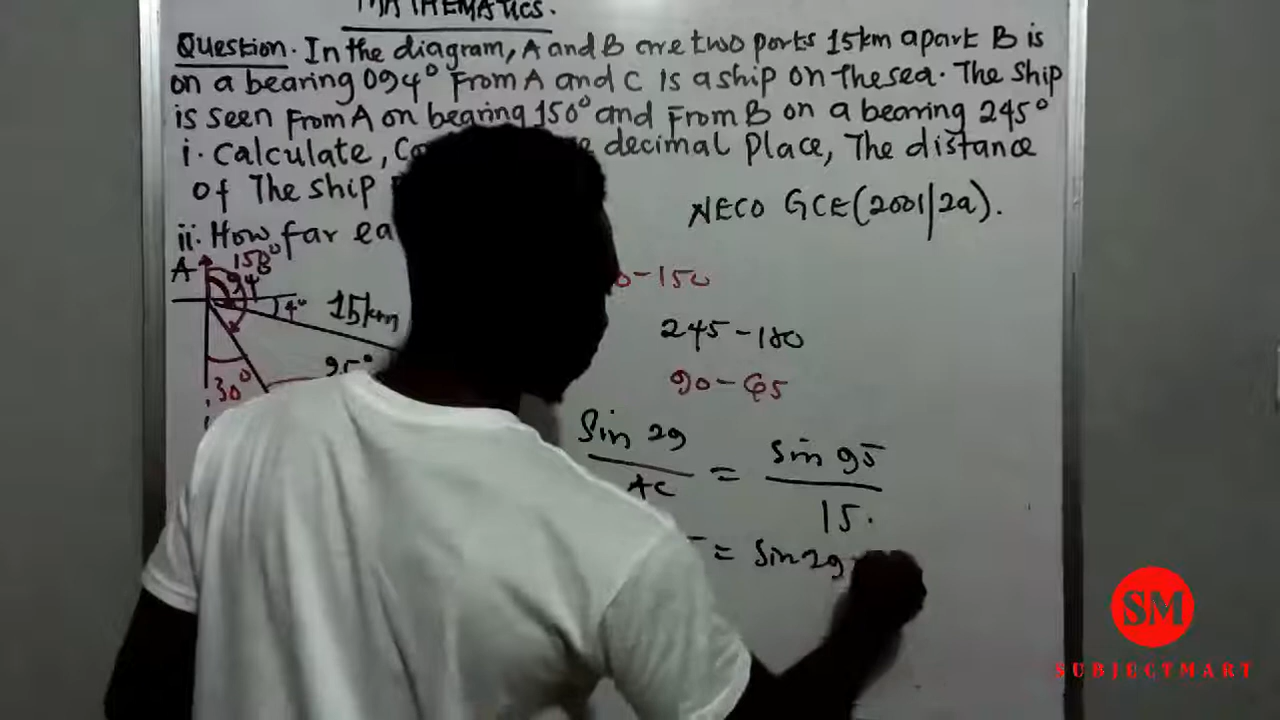 MATHEMATICS.
Question. In the diagram, A and B are two ports 15km apart B is
on a bearing 094° From A and C is a ship on the sea. The ship
is seen From A on bearing 150° and From B on a bearing 245°
i. Calculate, decimal Place, The distance
of The ship
NECO GCE(2001|2a).
ii. How far
A 150°
94
4°
15km
95°
30°
-150
245-180
90-65
Sin 29 = Sin 95
AC 15.
= Sin 29
SM
SUBJECTMART